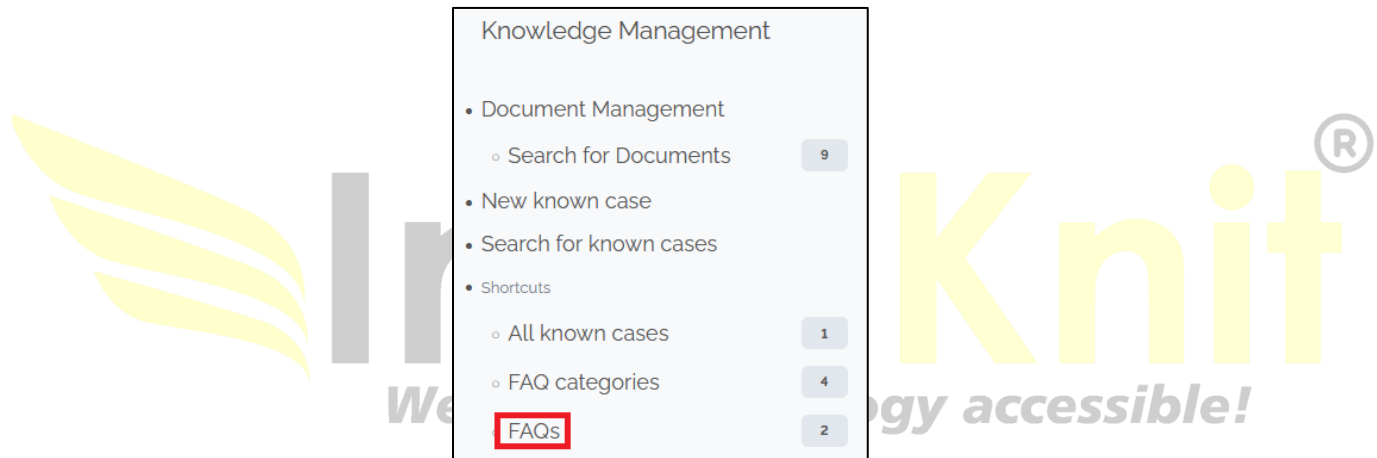 Knowledge Management
• Document Management
◦ Search for Documents 9
• New known case
• Search for known cases
• Shortcuts
◦ All known cases 1
◦ FAQ categories 4
◦ FAQs 2
Knit®
accessible!